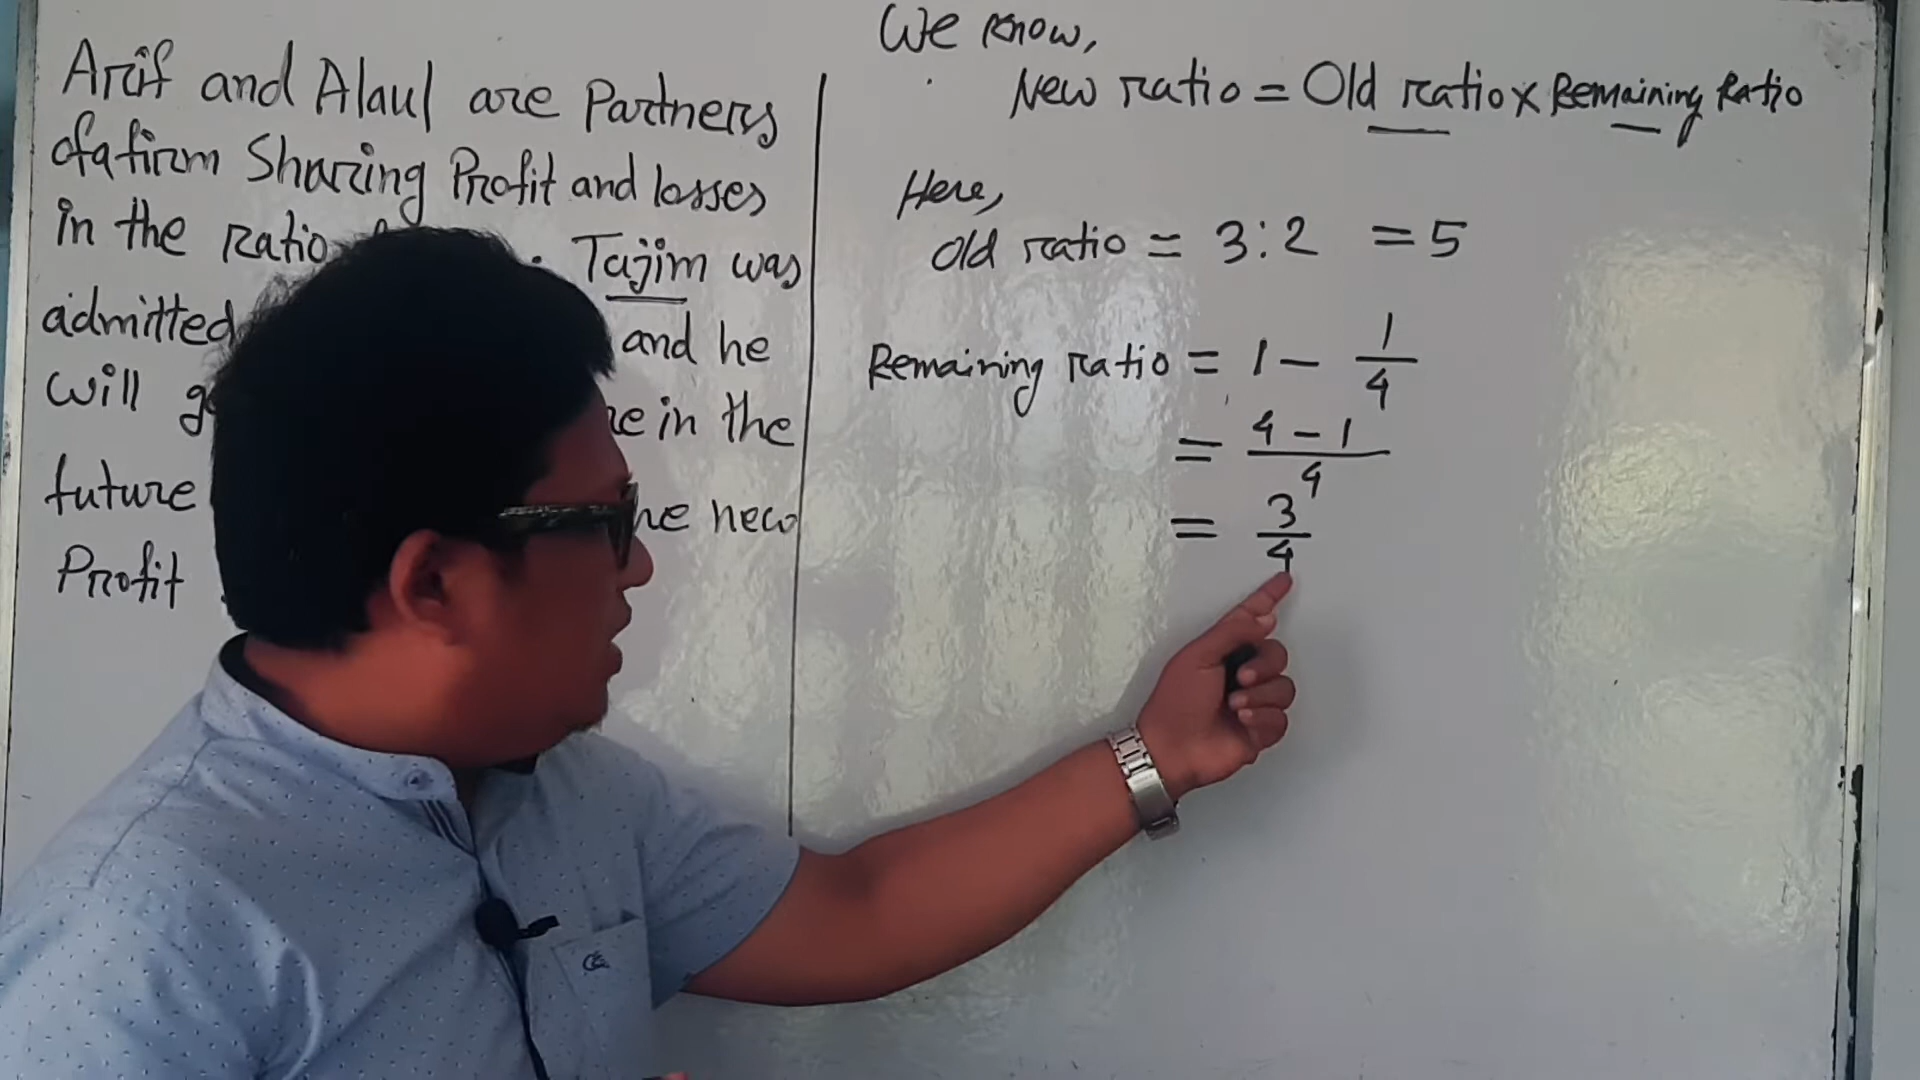 Arif and Alaul are Partners
of a firm Sharing Profit and losses
in the ratio Tajim was
admitted and he
will in the
future new
Profit
We know,
New ratio = Old ratio x Remaining Ratio
Here,
Old ratio = 3:2 = 5
Remaining ratio = 1 - 1/4
= 4-1/4
= 3/4